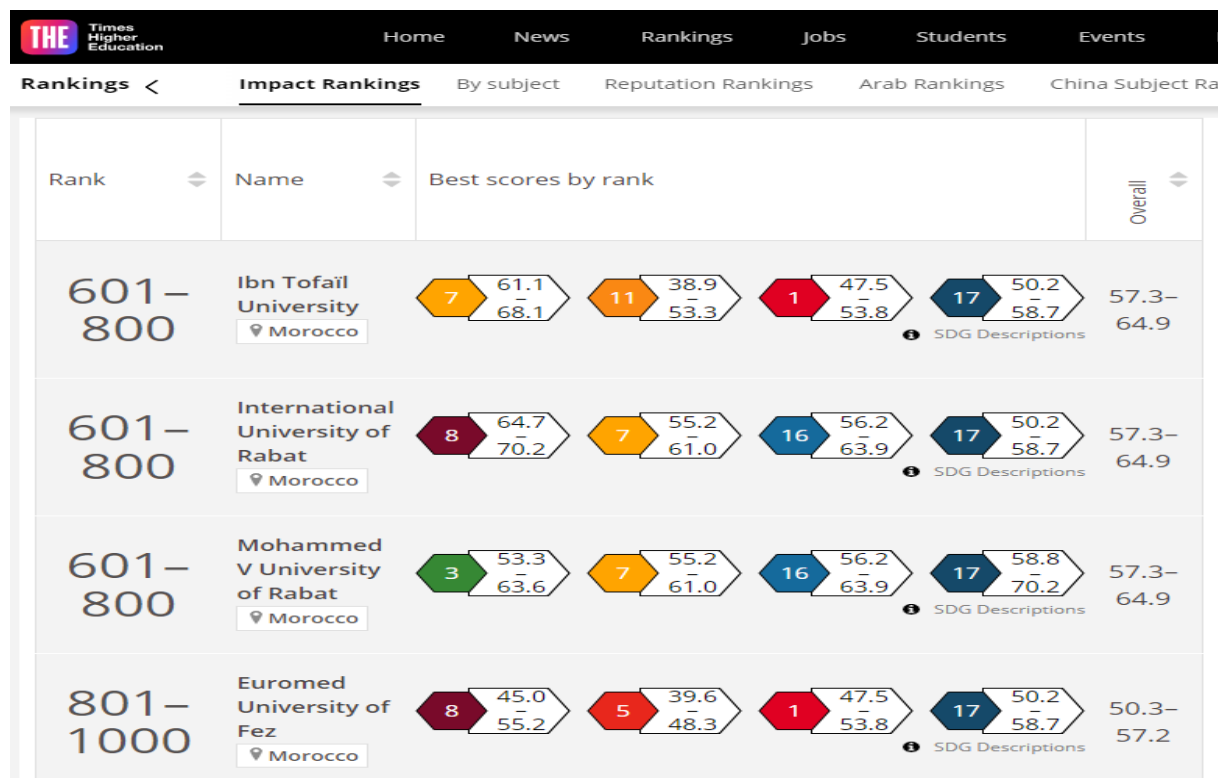 THE Times
Higher
Education
Home News Rankings Jobs Students Events
Rankings < Impact Rankings By subject Reputation Rankings Arab Rankings China Subject Ra
Rank Name Best scores by rank Overall
601–
800
Ibn Tofaïl
University
Morocco
7 61.1
–
68.1
11 38.9
–
53.3
1 47.5
–
53.8
17 50.2
–
58.7
SDG Descriptions
57.3–
64.9
601–
800
International
University of
Rabat
Morocco
8 64.7
–
70.2
7 55.2
–
61.0
16 56.2
–
63.9
17 50.2
–
58.7
SDG Descriptions
57.3–
64.9
601–
800
Mohammed
V University
of Rabat
Morocco
3 53.3
–
63.6
7 55.2
–
61.0
16 56.2
–
63.9
17 58.8
–
70.2
SDG Descriptions
57.3–
64.9
801–
1000
Euromed
University of
Fez
Morocco
8 45.0
–
55.2
5 39.6
–
48.3
1 47.5
–
53.8
17 50.2
–
58.7
SDG Descriptions
50.3–
57.2